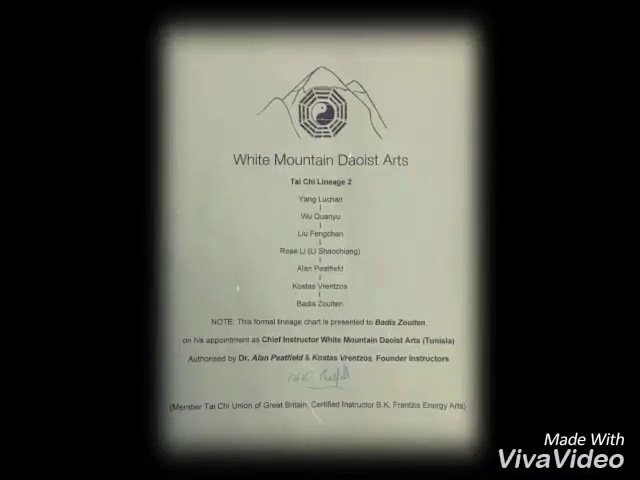 White Mountain Daoist Arts
Tai Chi Lineage 2
Yang Luchan
Wu Quanyu
Liu Fengchan
Rose Li (Li Shaochiang)
Alan Peatfield
Kostas Vrentzos
Badis Zouiten
NOTE: This formal lineage chart is presented to Badis Zouiten,
on his appointment as Chief Instructor White Mountain Daoist Arts (Tunisia)
Authorised by Dr. Alan Peatfield & Kostas Vrentzos, Founder Instructors
(Member Tai Chi Union of Great Britain, Certified Instructor B.K. Frantzis Energy Arts)
Made With
VivaVideo